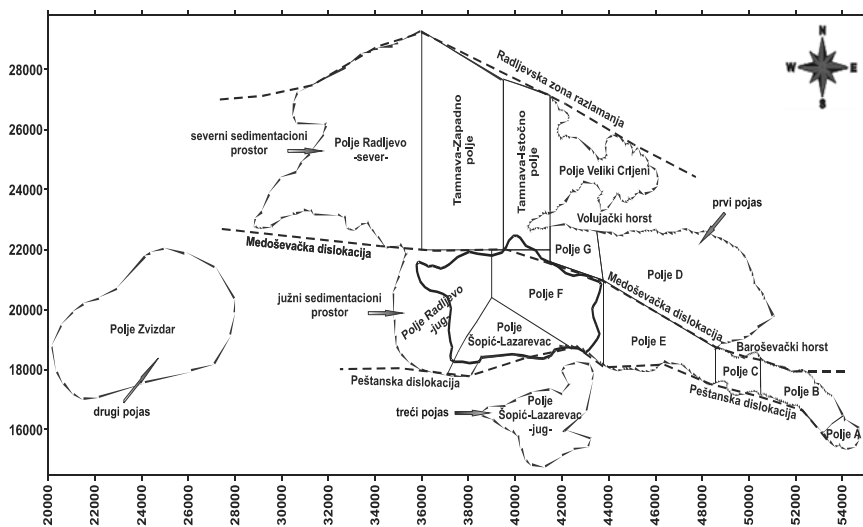 N
W
E
S
28000
26000
24000
22000
20000
18000
16000
Radljevska zona razlamanja
severni sedimentacioni
prostor
Polje Radljevo
-sever-
Tamnava-Zapadno
polje
Tamnava-Istočno
polje
Polje Veliki Crljeni
prvi pojas
Volujački horst
Medoševačka dislokacija
Polje G
Polje D
Medoševačka dislokacija
južni sedimentacioni
prostor
Polje Radljevo
-jug-
Polje F
Polje Zvizdar
Polje
Šopić-Lazarevac
Polje E
Baroševački horst
Polje C
Polje B
Peštanska dislokacija
Peštanska dislokacija
drugi pojas
treći pojas
Polje
Šopić-Lazarevac
-jug-
Polje A
20000
22000
24000
26000
28000
30000
32000
34000
36000
38000
40000
42000
44000
46000
48000
50000
52000
54000